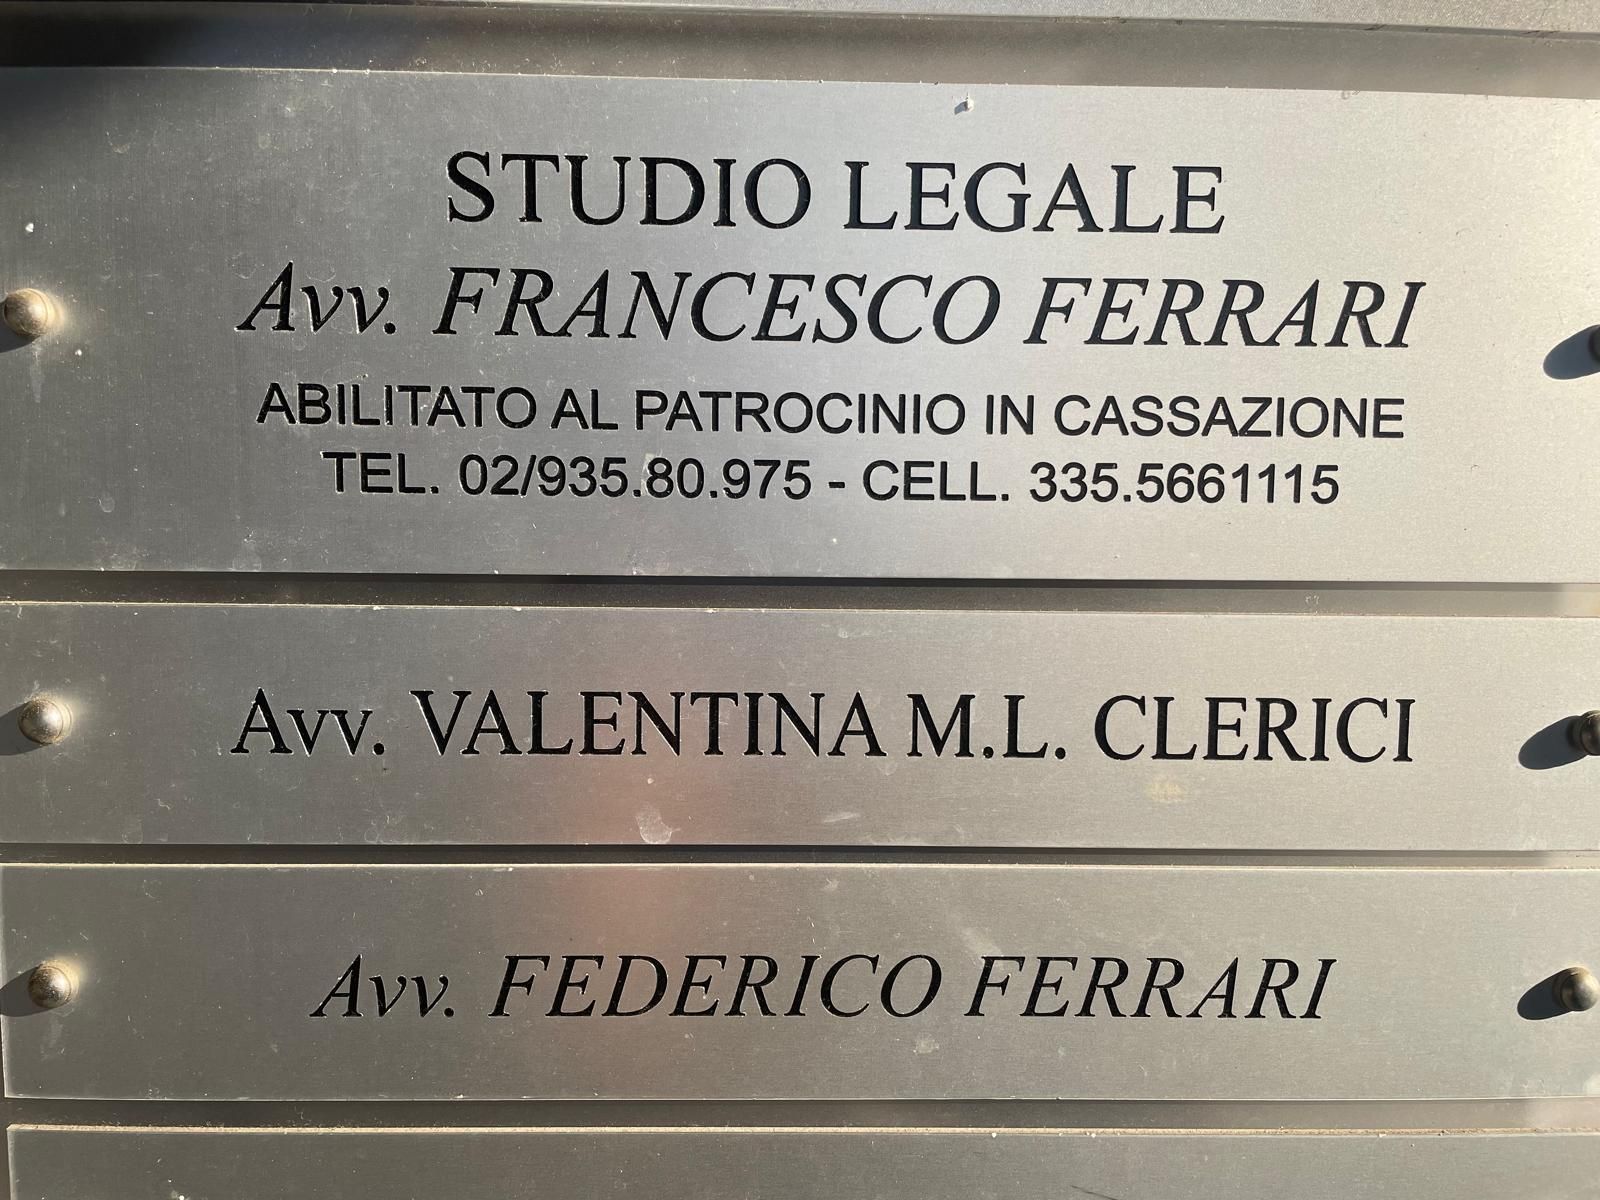 STUDIO LEGALE
Avv. FRANCESCO FERRARI
ABILITATO AL PATROCINIO IN CASSAZIONE
TEL. 02/935.80.975 - CELL. 335.5661115
Avv. VALENTINA M.L. CLERICI
Avv. FEDERICO FERRARI